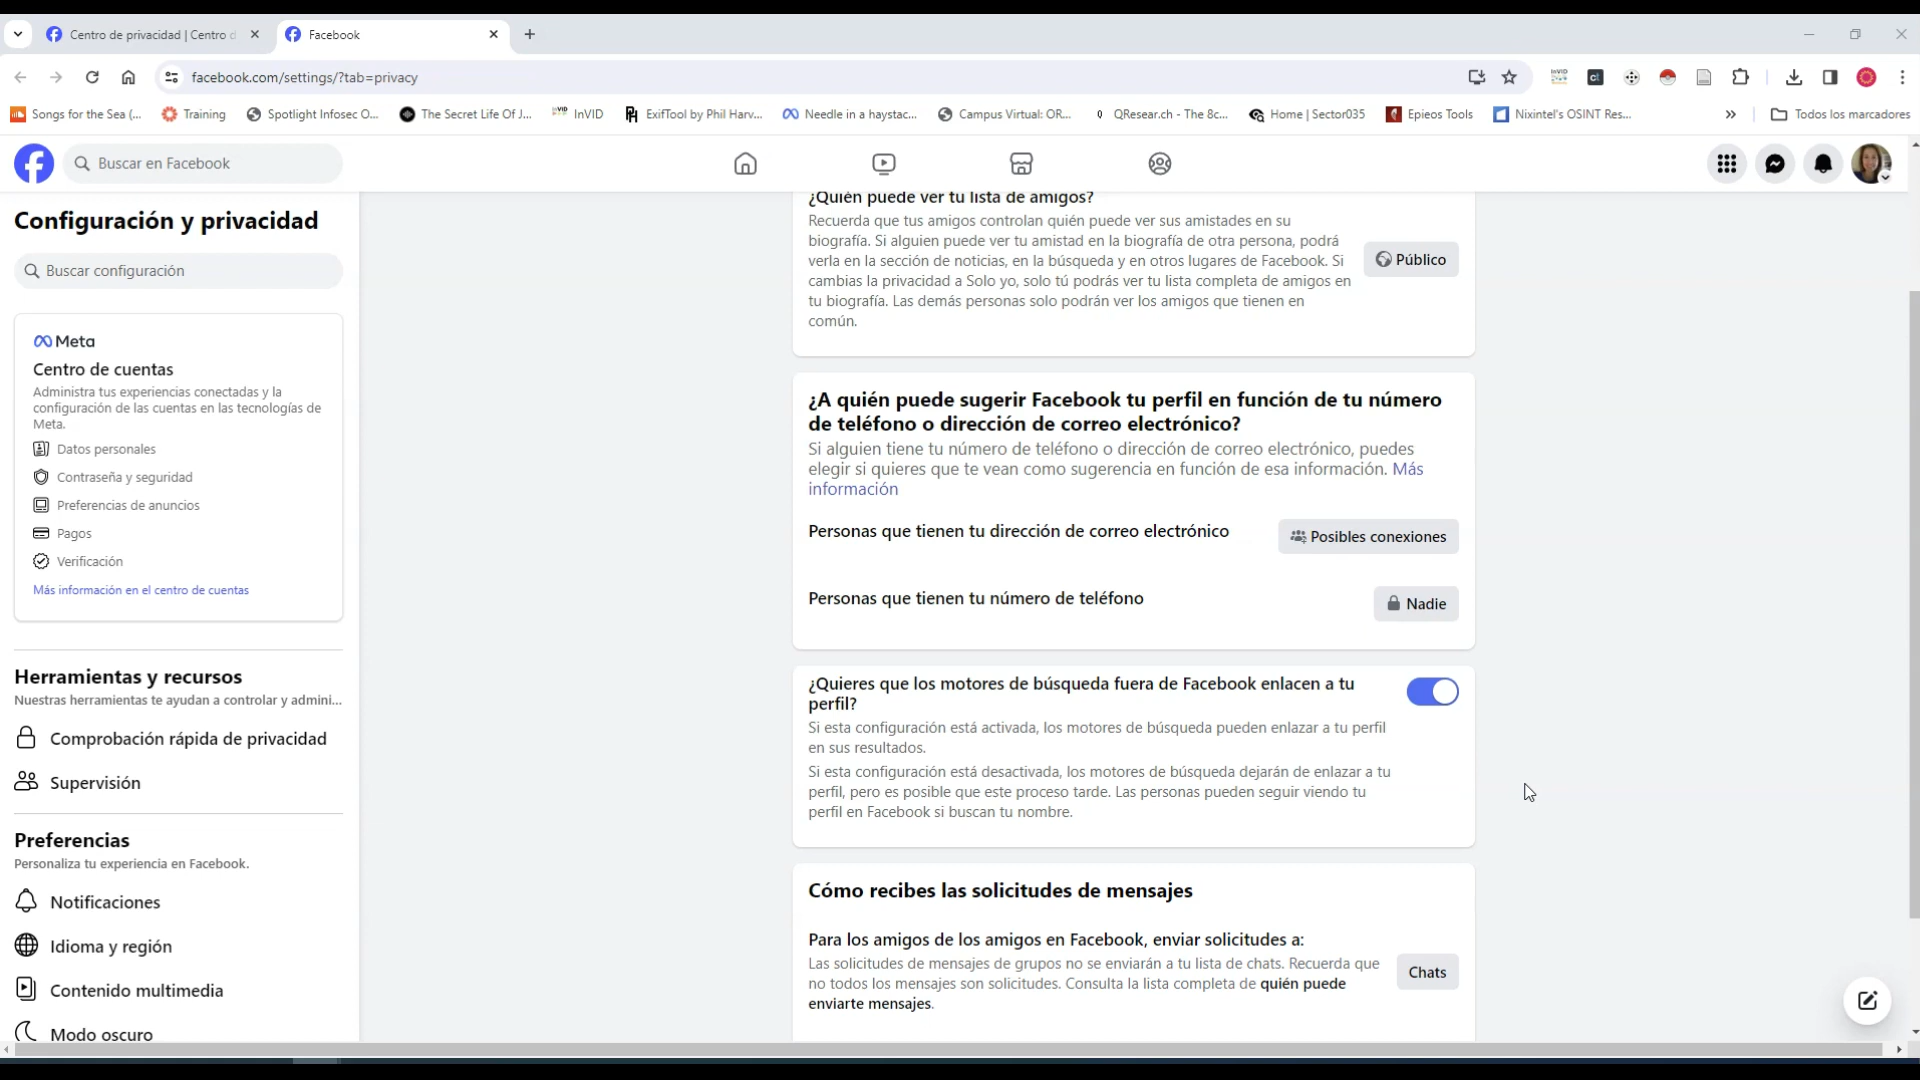 Centro de privacidad | Centro d
Facebook
facebook.com/settings/?tab=privacy
InVID
Songs for the Sea (...
Training
Spotlight Infosec O...
The Secret Life Of J...
InVID
InVID
ExifTool by Phil Harv...
Needle in a haystac...
Campus Virtual: OR...
QResear.ch - The 8c...
Home | Sector035
Epieos Tools
Nixintel's OSINT Res...
»
Todos los marcadores
Buscar en Facebook
Configuración y privacidad
Buscar configuración
Meta
Centro de cuentas
Administra tus experiencias conectadas y la
configuración de las cuentas en las tecnologías de
Meta.
Datos personales
Contraseña y seguridad
Preferencias de anuncios
Pagos
Verificación
Más información en el centro de cuentas
Herramientas y recursos
Nuestras herramientas te ayudan a controlar y admini...
Comprobación rápida de privacidad
Supervisión
Preferencias
Personaliza tu experiencia en Facebook.
Notificaciones
Idioma y región
Contenido multimedia
Modo oscuro
¿Quién puede ver tu lista de amigos?
Recuerda que tus amigos controlan quién puede ver sus amistades en su
biografía. Si alguien puede ver tu amistad en la biografía de otra persona, podrá
verla en la sección de noticias, en la búsqueda y en otros lugares de Facebook. Si
cambias la privacidad a Solo yo, solo tú podrás ver tu lista completa de amigos en
tu biografía. Las demás personas solo podrán ver los amigos que tienen en
común.
Público
¿A quién puede sugerir Facebook tu perfil en función de tu número
de teléfono o dirección de correo electrónico?
Si alguien tiene tu número de teléfono o dirección de correo electrónico, puedes
elegir si quieres que te vean como sugerencia en función de esa información. Más
información
Personas que tienen tu dirección de correo electrónico
Posibles conexiones
Personas que tienen tu número de teléfono
Nadie
¿Quieres que los motores de búsqueda fuera de Facebook enlacen a tu
perfil?
Si esta configuración está activada, los motores de búsqueda pueden enlazar a tu perfil
en sus resultados.
Si esta configuración está desactivada, los motores de búsqueda dejarán de enlazar a tu
perfil, pero es posible que este proceso tarde. Las personas pueden seguir viendo tu
perfil en Facebook si buscan tu nombre.
Cómo recibes las solicitudes de mensajes
Para los amigos de los amigos en Facebook, enviar solicitudes a:
Las solicitudes de mensajes de grupos no se enviarán a tu lista de chats. Recuerda que
no todos los mensajes son solicitudes. Consulta la lista completa de quién puede
enviarte mensajes.
Chats